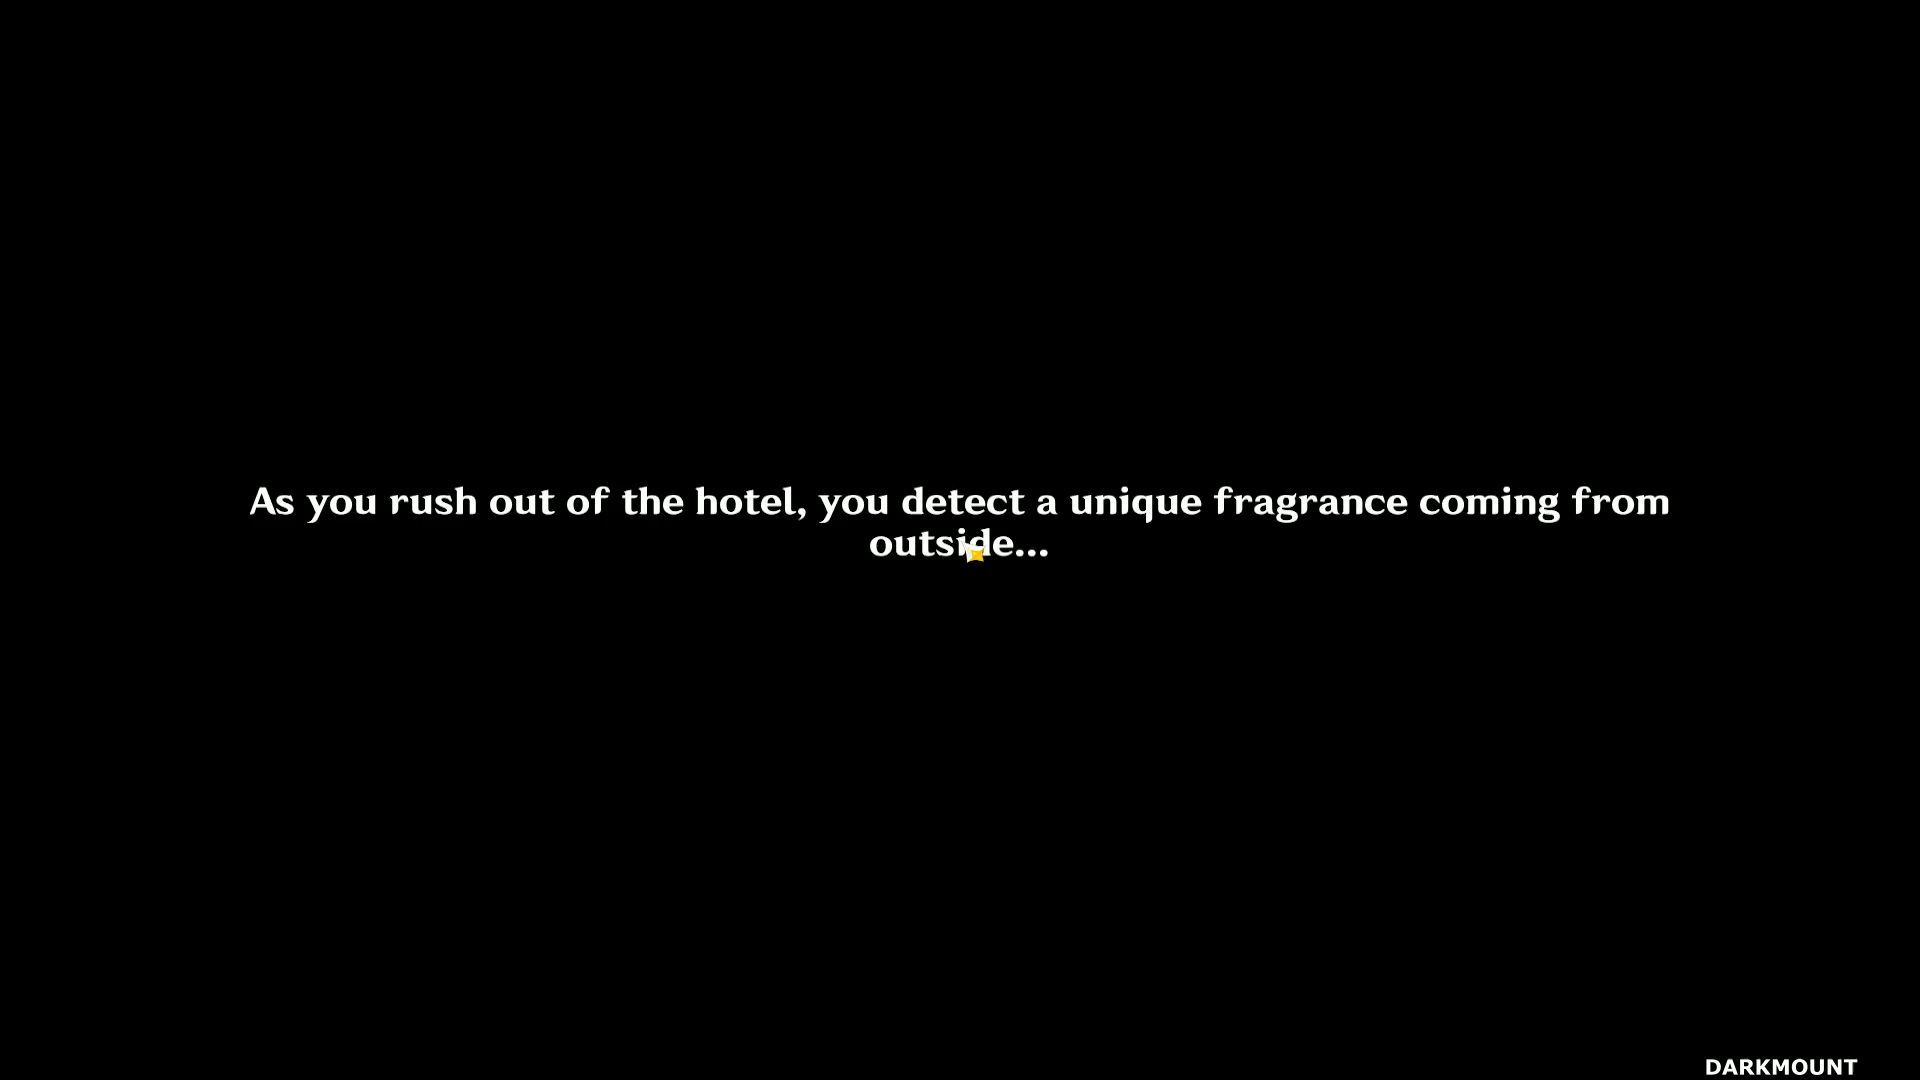 As you rush out of the hotel, you detect a unique fragrance coming from
outside...
DARKMOUNT